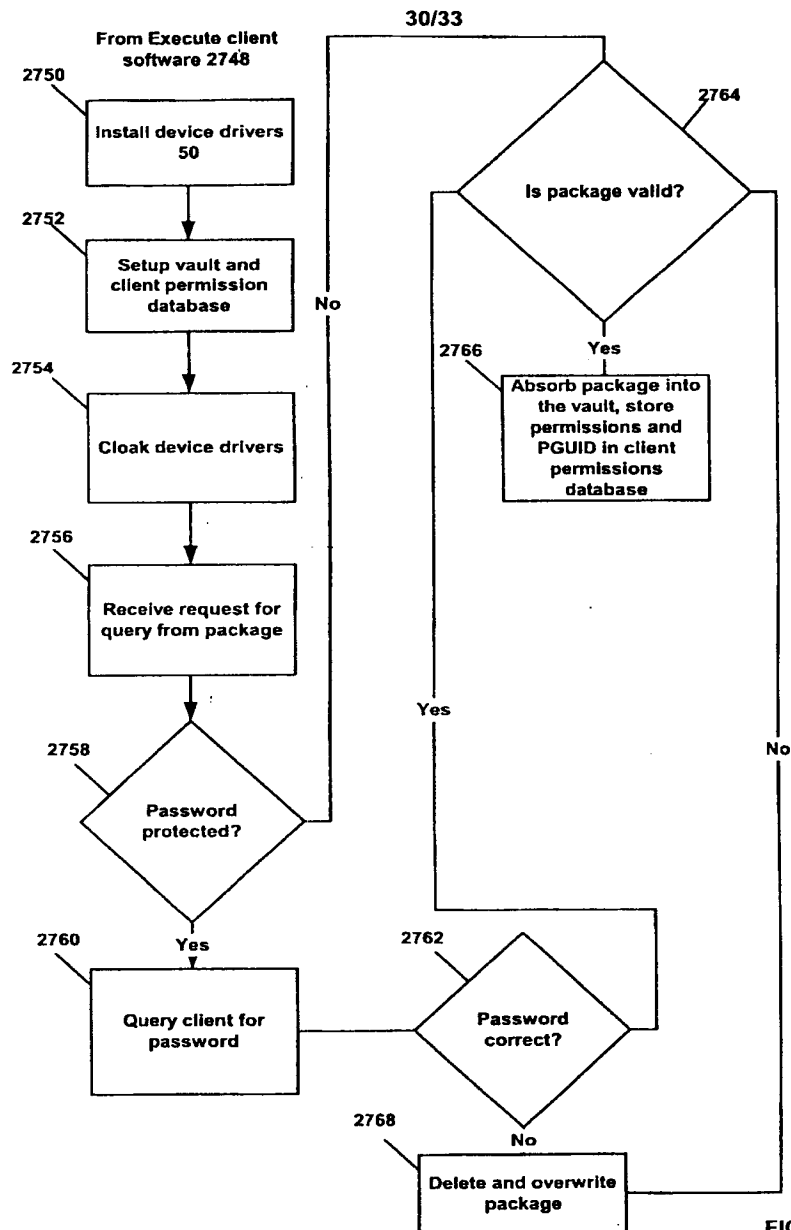 30/33
From Execute client
software 2748
2750
Install device drivers
50
2752
Setup vault and
client permission
database
2754
Cloak device drivers
2756
Receive request for
query from package
2758
Password
protected?
No
Yes
2760
Query client for
password
2762
Password
correct?
Yes
No
2764
Is package valid?
Yes
2766
Absorb package into
the vault, store
permissions and
PGUID in client
permissions
database
No
2768
Delete and overwrite
package